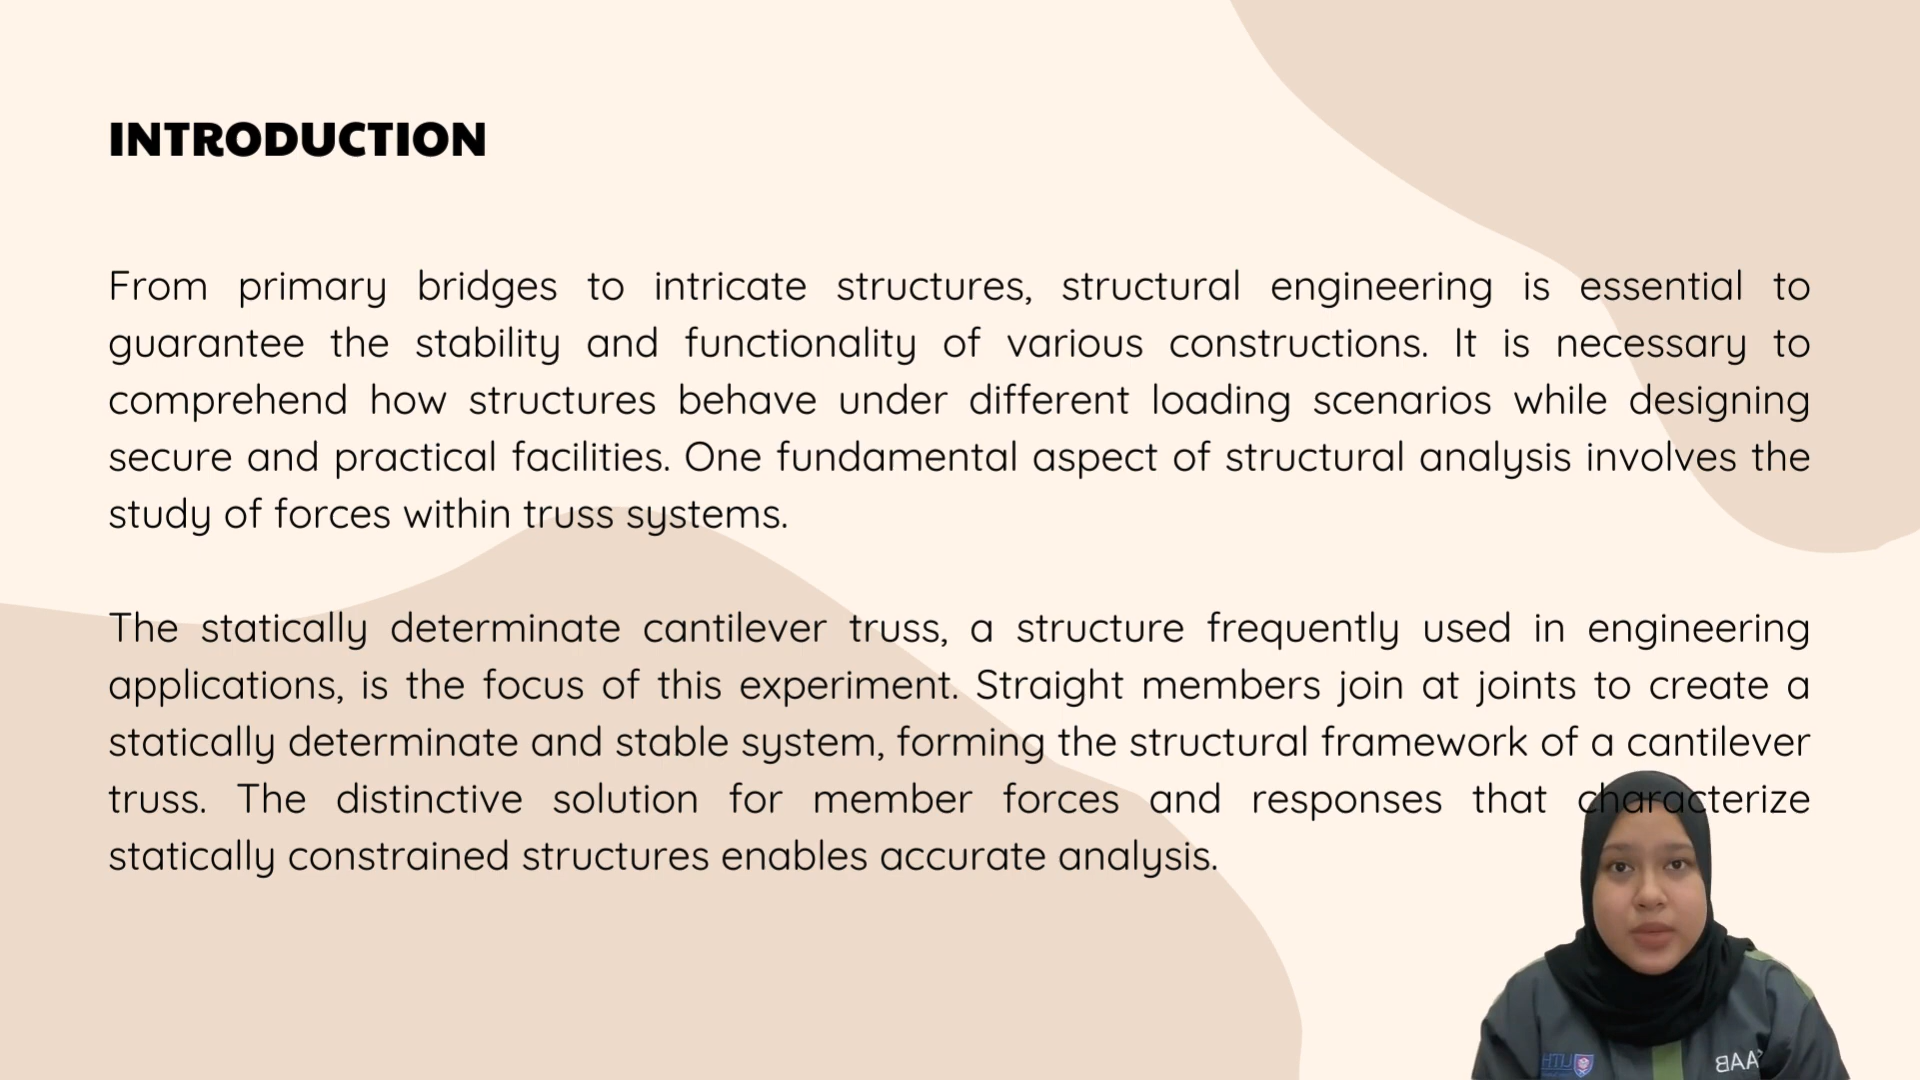 INTRODUCTION
From primary bridges to intricate structures, structural engineering is essential to
guarantee the stability and functionality of various constructions. It is necessary to
comprehend how structures behave under different loading scenarios while designing
secure and practical facilities. One fundamental aspect of structural analysis involves the
study of forces within truss systems.
The statically determinate cantilever truss, a structure frequently used in engineering
applications, is the focus of this experiment. Straight members join at joints to create a
statically determinate and stable system, forming the structural framework of a cantilever
truss. The distinctive solution for member forces and responses that characterize
statically constrained structures enables accurate analysis.